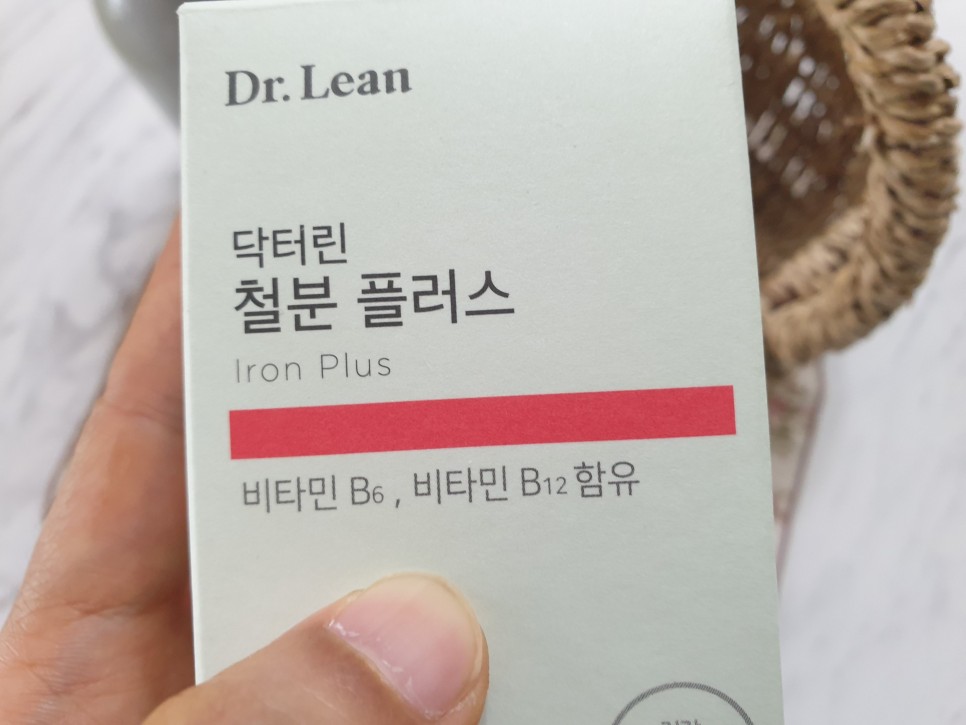 Dr. Lean
닥터린
철분 플러스
Iron Plus
비타민 B6 , 비타민 B12 함유